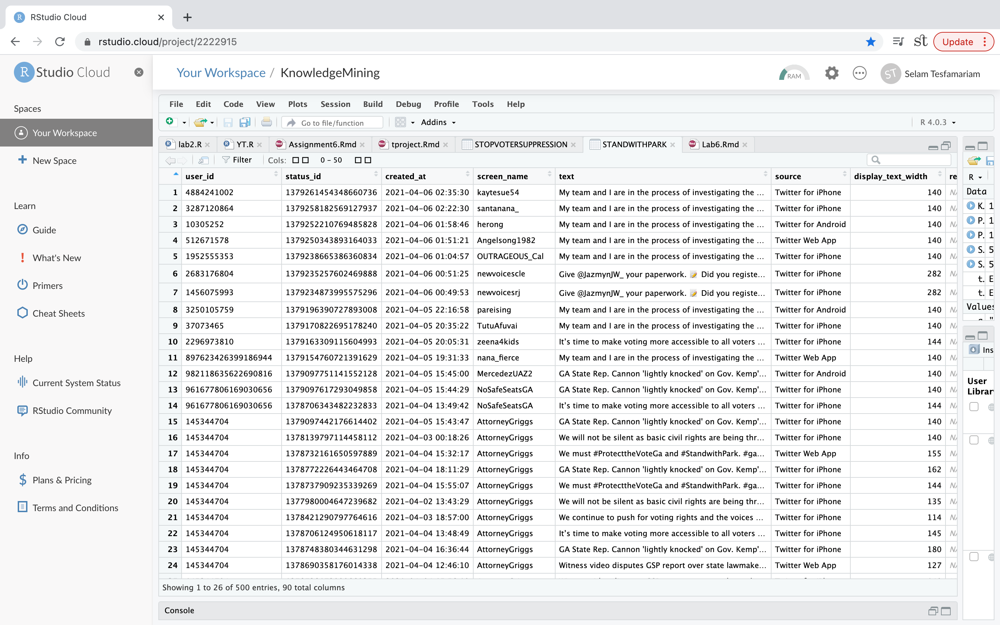 RStudio Cloud
rstudio.cloud/project/2222915
Update
R Studio Cloud
Your Workspace / KnowledgeMining
RAM
ST
Selam Tesfamariam
Spaces
Your Workspace
New Space
Learn
Guide
What's New
Primers
Cheat Sheets
Help
Current System Status
RStudio Community
Info
Plans & Pricing
Terms and Conditions
File Edit Code View Plots Session Build Debug Profile Tools Help
Go to file/function Addins R 4.0.3
lab2.R YT.R Assignment6.Rmd tproject.Rmd STOPVOTERSUPPRESSION STANDWITHPARK Lab6.Rmd
Filter Cols: 0 – 50
user_id status_id created_at screen_name text source display_text_width re
1 4884241002 1379261454348660736 2021-04-06 02:35:30 kaytesue54 My team and I are in the process of investigating the ... Twitter for iPhone 140
2 3287120864 1379258182569127937 2021-04-06 02:22:30 santanana_ My team and I are in the process of investigating the ... Twitter for iPhone 140
3 10305252 1379252210769485828 2021-04-06 01:58:46 herong My team and I are in the process of investigating the ... Twitter for Android 140
4 512671578 1379250343893164033 2021-04-06 01:51:21 Angelsong1982 My team and I are in the process of investigating the ... Twitter Web App 140
5 1952555353 1379238665386360834 2021-04-06 01:04:57 OUTRAGEOUS_Cal My team and I are in the process of investigating the ... Twitter for iPhone 140
6 2683176804 1379235257602469888 2021-04-06 00:51:25 newvoicescle Give @JazmynJW_ your paperwork. 📝 Did you registe... Twitter for iPhone 282
7 1456075993 1379234873995575296 2021-04-06 00:49:53 newvoicesrj Give @JazmynJW_ your paperwork. 📝 Did you registe... Twitter for iPhone 282
8 3250105759 1379196390727893008 2021-04-05 22:16:58 pareising My team and I are in the process of investigating the ... Twitter for Android 140
9 37073465 1379170822695178240 2021-04-05 20:35:22 TutuAfuvai My team and I are in the process of investigating the ... Twitter for iPhone 140
10 2296973810 1379163309115604993 2021-04-05 20:05:31 zeena4kids It’s time to make voting more accessible to all voters ... Twitter for iPhone 144
11 897623426399186944 1379154760721391629 2021-04-05 19:31:33 nana_fierce My team and I are in the process of investigating the ... Twitter Web App 140
12 982118635622690816 1379097751141552128 2021-04-05 15:45:00 MercedezUAZ2 GA State Rep. Cannon 'lightly knocked' on Gov. Kemp'... Twitter for Android 140
13 961677806169030656 1379097617293049858 2021-04-05 15:44:29 NoSafeSeatsGA GA State Rep. Cannon 'lightly knocked' on Gov. Kemp'... Twitter for iPhone 140
14 961677806169030656 1378706343482232833 2021-04-04 13:49:42 NoSafeSeatsGA It’s time to make voting more accessible to all voters ... Twitter for iPhone 144
15 145344704 1379097442176614402 2021-04-05 15:43:47 AttorneyGriggs GA State Rep. Cannon 'lightly knocked' on Gov. Kemp'... Twitter for iPhone 140
16 145344704 1378139797114458112 2021-04-03 00:18:26 AttorneyGriggs We will not be silent as basic civil rights are being thr... Twitter for iPhone 140
17 145344704 1378732161650597889 2021-04-04 15:32:17 AttorneyGriggs We must #ProtecttheVoteGa and #StandwithPark. #ga... Twitter Web App 155
18 145344704 1378772226443464708 2021-04-04 18:11:29 AttorneyGriggs GA State Rep. Cannon 'lightly knocked' on Gov. Kemp'... Twitter for iPhone 162
19 145344704 1378737909235339269 2021-04-04 15:55:07 AttorneyGriggs We must #ProtecttheVoteGa and #StandwithPark. #ga... Twitter for iPhone 144
20 145344704 1377980004647239682 2021-04-02 13:43:29 AttorneyGriggs We will not be silent as basic civil rights are being thr... Twitter for iPhone 135
21 145344704 1378421290797764616 2021-04-03 18:57:00 AttorneyGriggs We continue to push for voting rights and the voices ... Twitter for iPhone 114
22 145344704 1378706124950618117 2021-04-04 13:48:49 AttorneyGriggs It’s time to make voting more accessible to all voters ... Twitter for iPhone 145
23 145344704 1378748380344631298 2021-04-04 16:36:44 AttorneyGriggs GA State Rep. Cannon 'lightly knocked' on Gov. Kemp'... Twitter for iPhone 180
24 145344704 1378690358176014338 2021-04-04 12:46:10 AttorneyGriggs Witness video disputes GSP report over state lawmake... Twitter Web App 127
Showing 1 to 26 of 500 entries, 90 total columns
Console
R
Data
K. 1
P. 1
P. 1
S. 5
S. 5
t. E
t. E
Values
Ins
User
Library